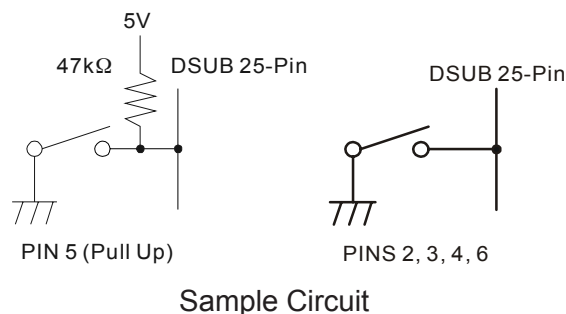 5V
47kΩ
DSUB 25-Pin
DSUB 25-Pin
PIN 5 (Pull Up)
PINS 2, 3, 4, 6
Sample Circuit